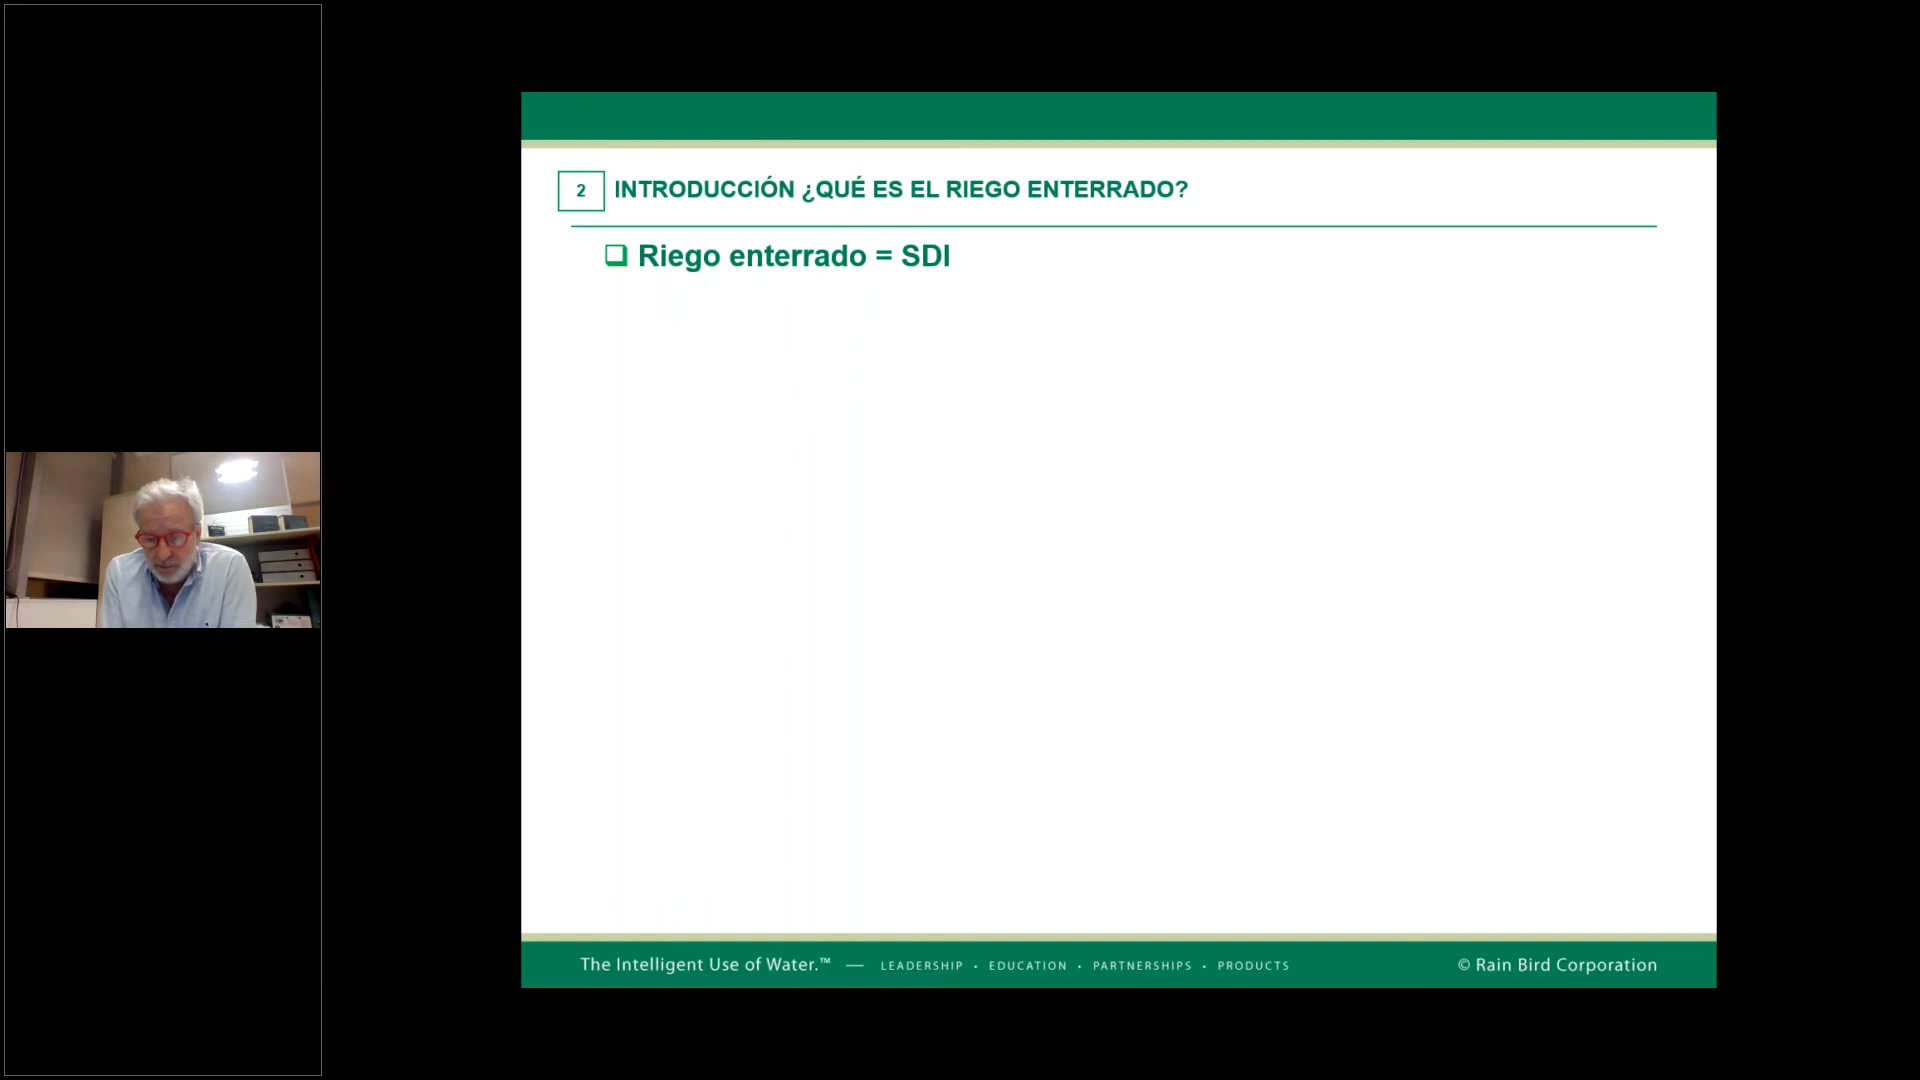 2
INTRODUCCIÓN ¿QUÉ ES EL RIEGO ENTERRADO?
Riego enterrado = SDI
The Intelligent Use of Water.™ — LEADERSHIP • EDUCATION • PARTNERSHIPS • PRODUCTS
© Rain Bird Corporation